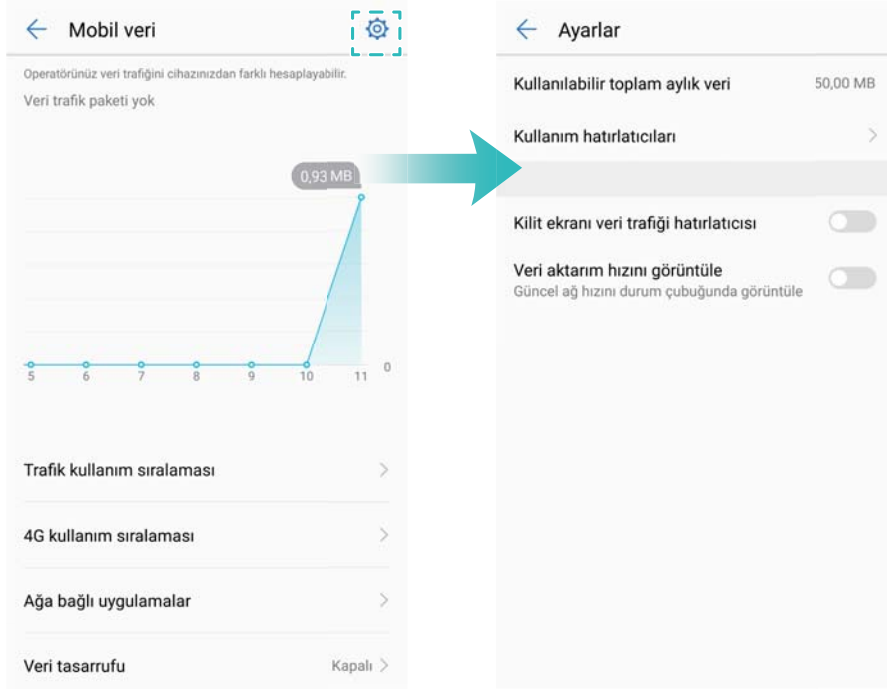 Mobil veri
Operatörünüz veri trafiğini cihazınızdan farklı hesaplayabilir.
Veri trafik paketi yok
0,93 MB
0
5 6 7 8 9 10 11
Trafik kullanım sıralaması
4G kullanım sıralaması
Ağa bağlı uygulamalar
Veri tasarrufu Kapalı
Ayarlar
Kullanılabilir toplam aylık veri 50,00 MB
Kullanım hatırlatıcıları
Kilit ekranı veri trafiği hatırlatıcısı
Veri aktarım hızını görüntüle
Güncel ağ hızını durum çubuğunda görüntüle